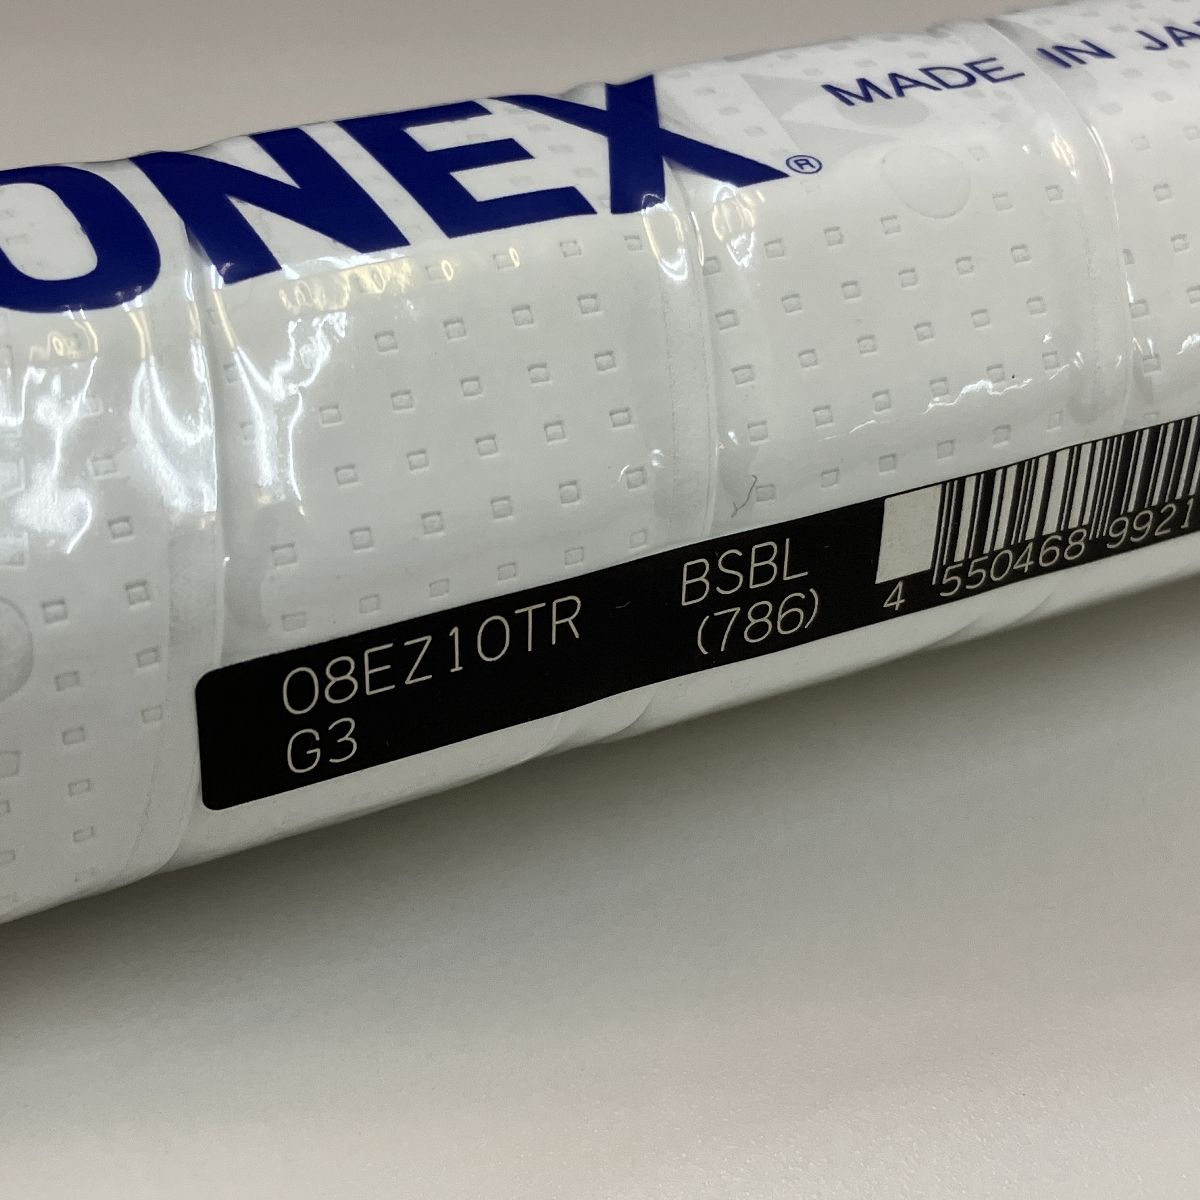 ONEX®
MADE IN JA
08EZ10TR BSBL
G3 (786)
4 550468 9921